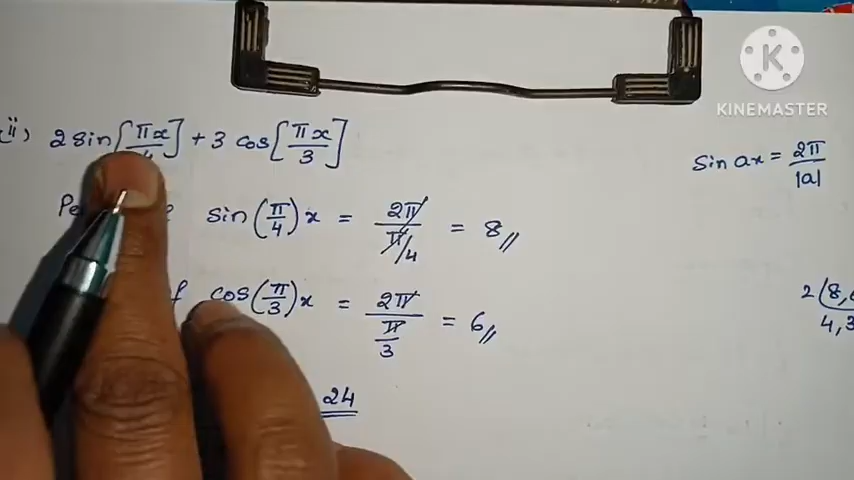 ii) 2 sin[πx/4] + 3 cos[πx/3]
sin(π/4)x = 2π/π/4 = 8//
cos(π/3)x = 2π/π/3 = 6//
24
sin ax = 2π/|a|
2(8,
4,3
KINEMASTER